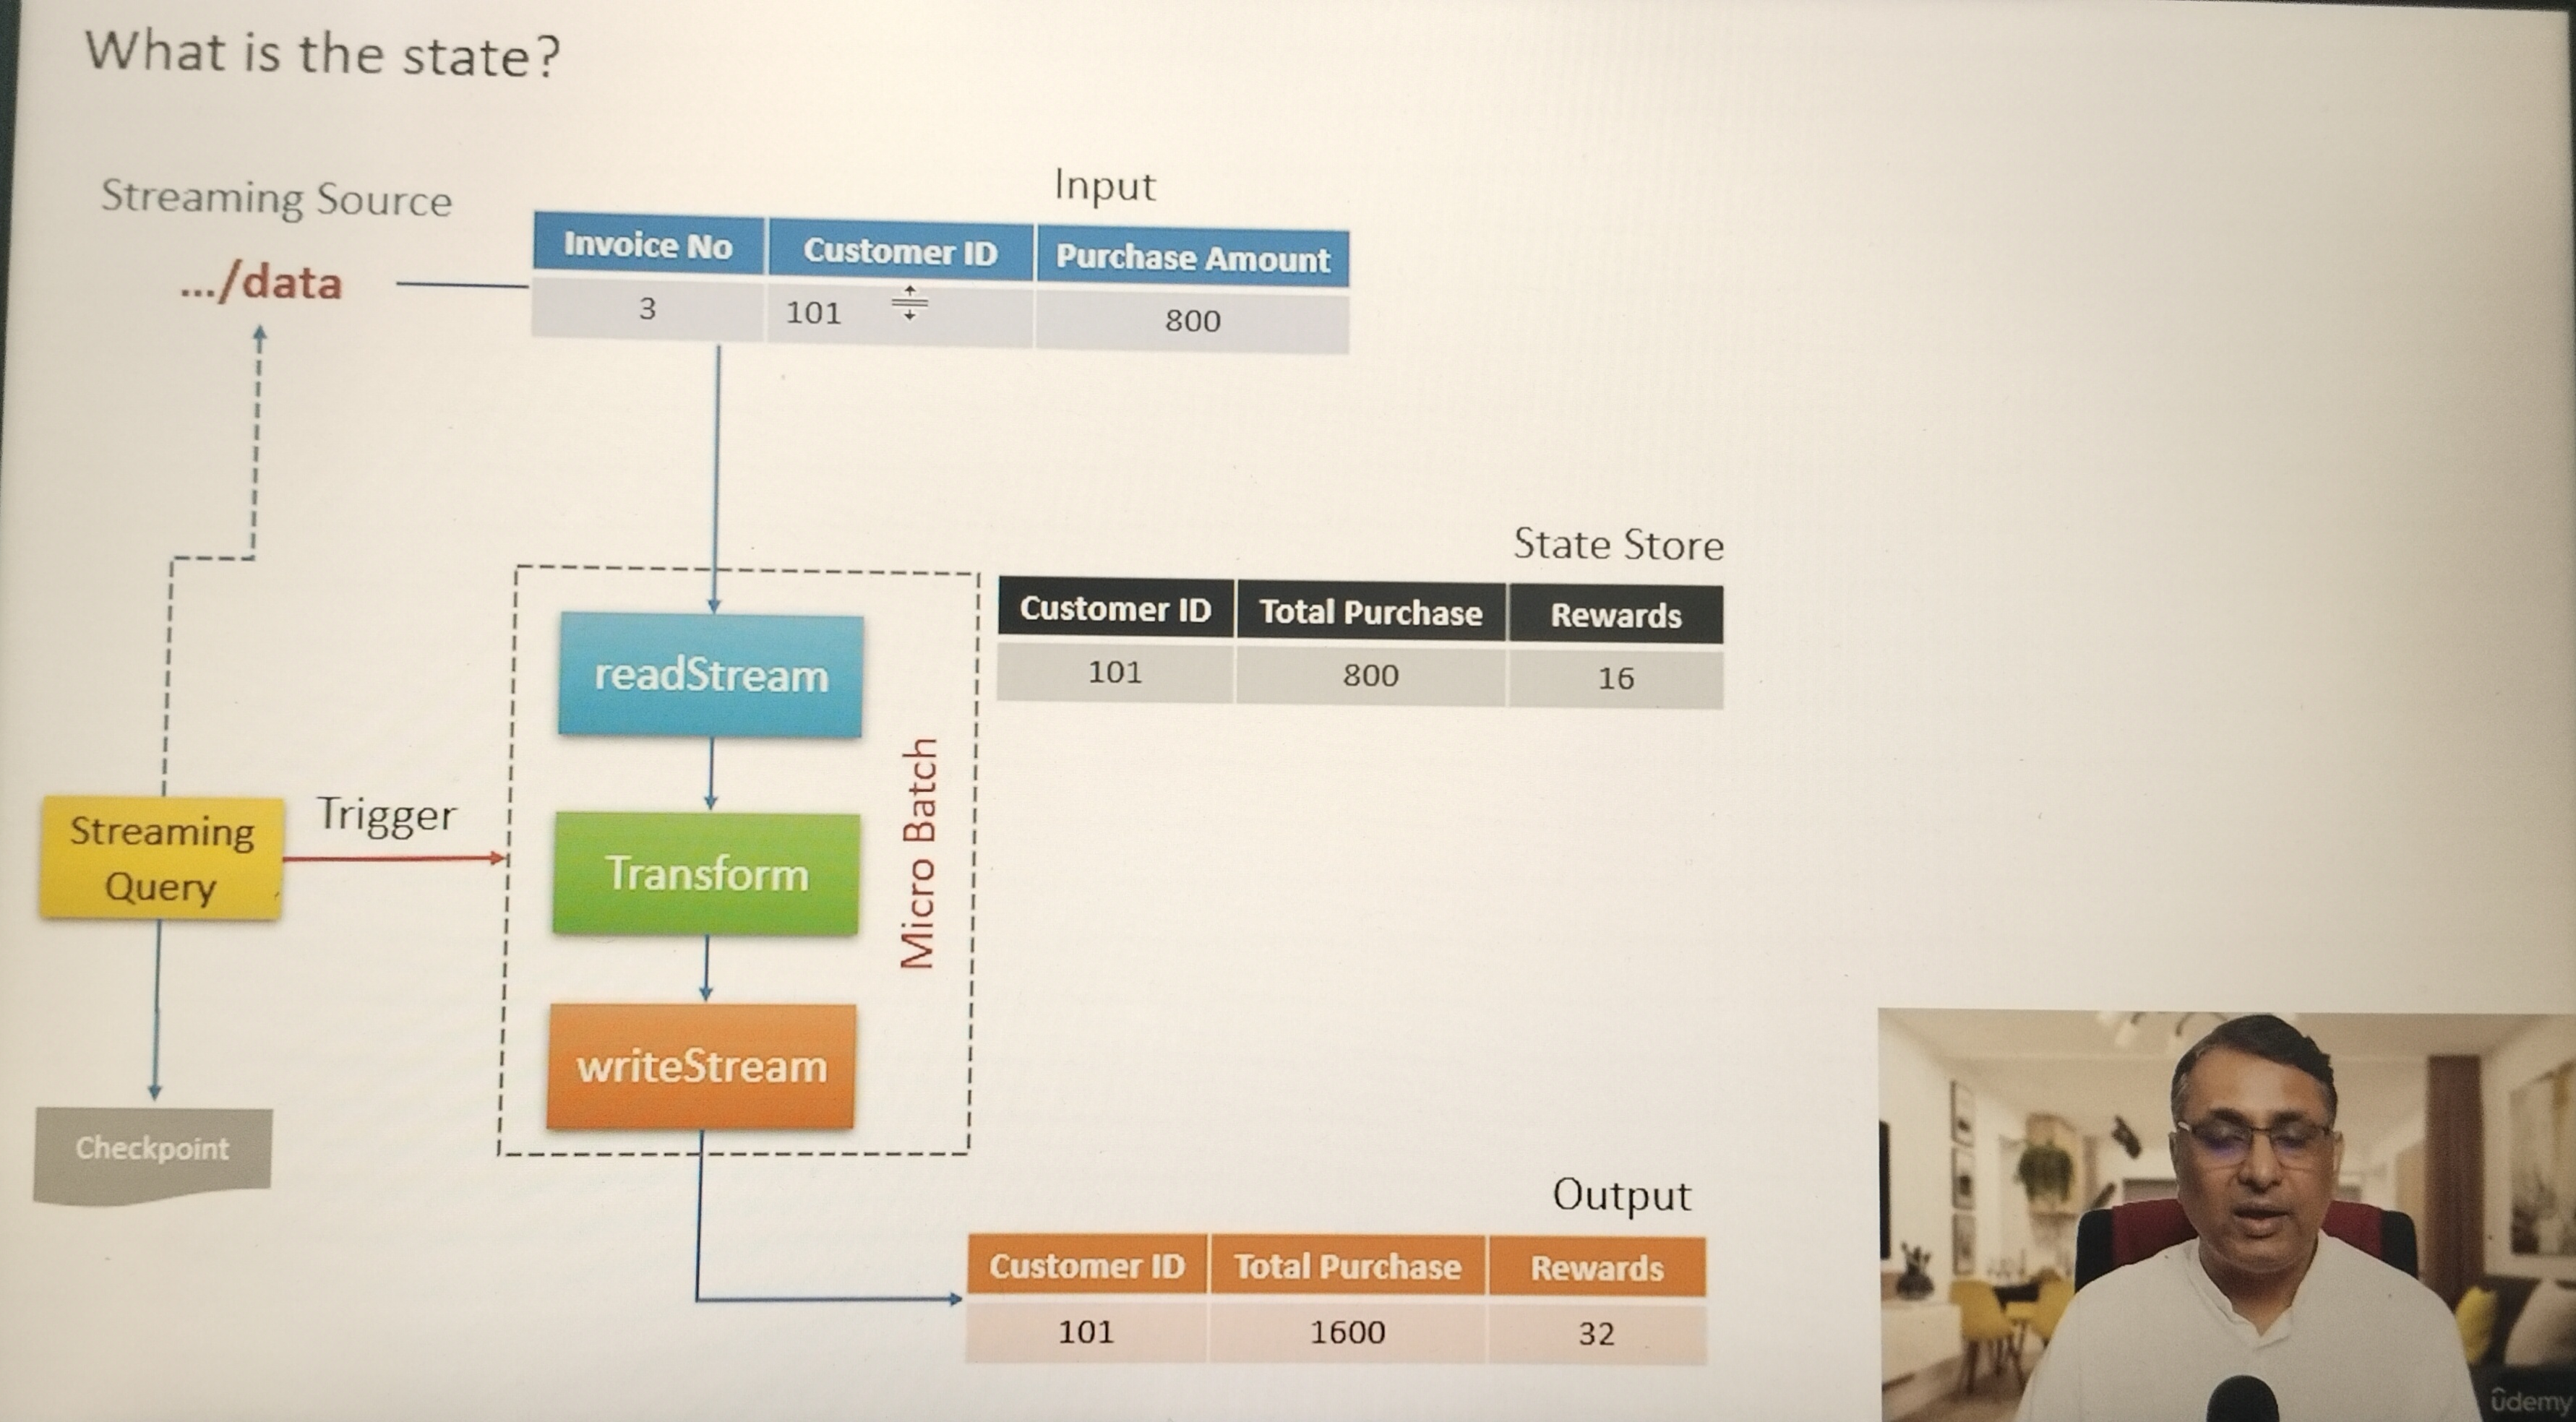 What is the state?
Streaming Source
.../data
Input
Invoice No Customer ID Purchase Amount
3 101 800
State Store
Customer ID Total Purchase Rewards
101 800 16
readStream
Transform
writeStream
Micro Batch
Streaming
Query
Trigger
Checkpoint
Output
Customer ID Total Purchase Rewards
101 1600 32
ûdemy